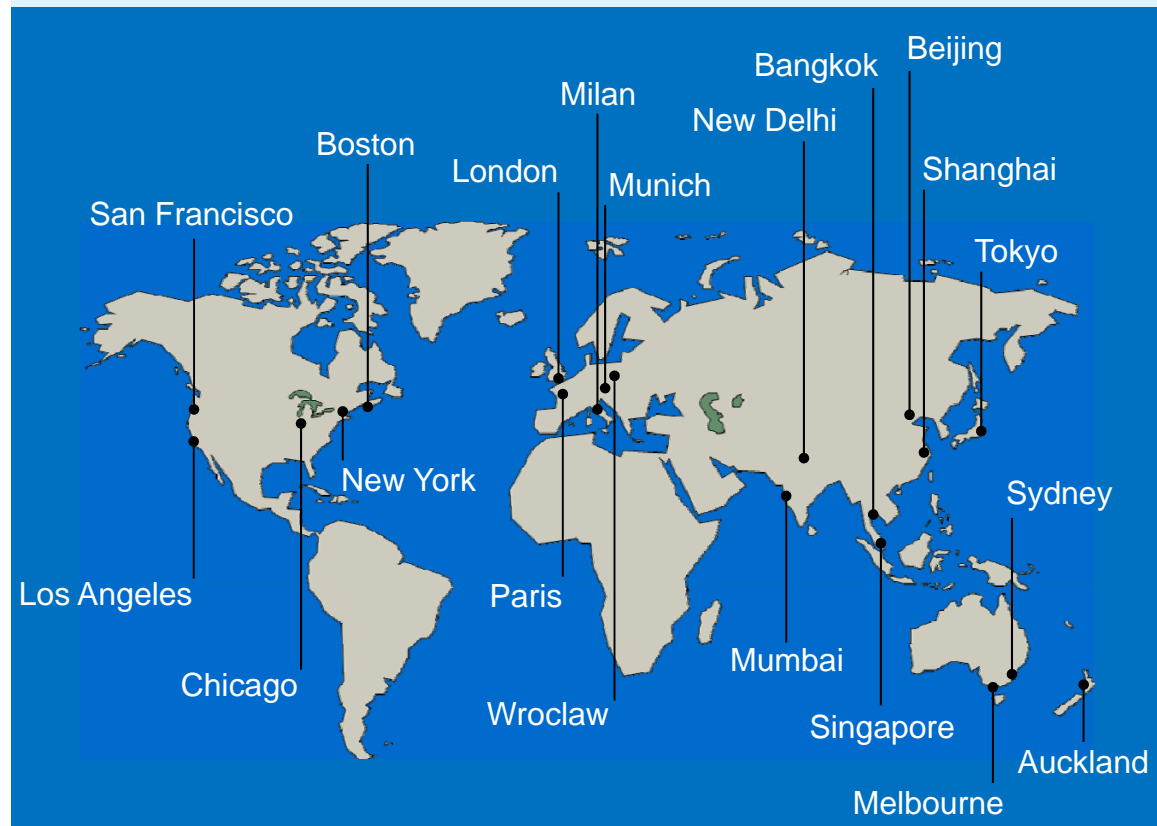 Beijing
Bangkok
Milan
New Delhi
Boston
London
Munich
Shanghai
San Francisco
Tokyo
New York
Sydney
Los Angeles
Paris
Mumbai
Chicago
Wroclaw
Singapore
Auckland
Melbourne